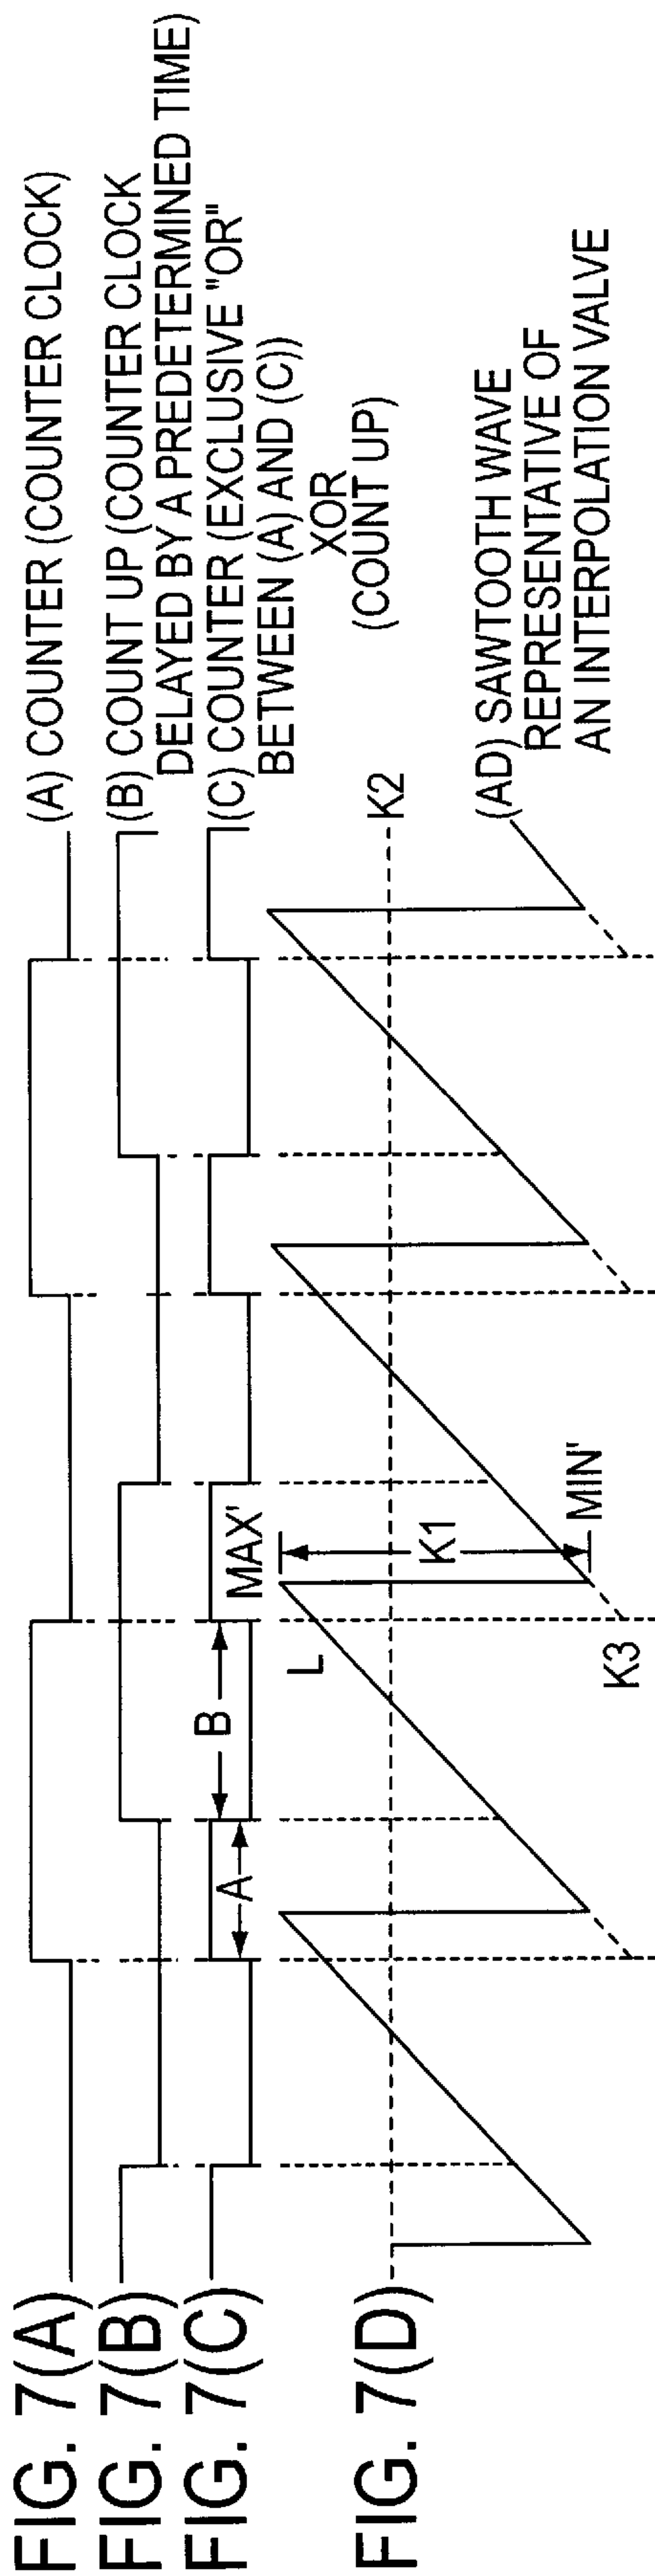 FIG. 7(A)
(A) COUNTER (COUNTER CLOCK)
FIG. 7(B)
(B) COUNT UP (COUNTER CLOCK
DELAYED BY A PREDETERMINED TIME)
FIG. 7(C)
A
B
(C) COUNTER (EXCLUSIVE "OR"
BETWEEN (A) AND (C))
XOR
(COUNT UP)
FIG. 7(D)
L
MAX'
K1
MIN'
K3
K2
(AD) SAWTOOTH WAVE
REPRESENTATIVE OF
AN INTERPOLATION VALVE